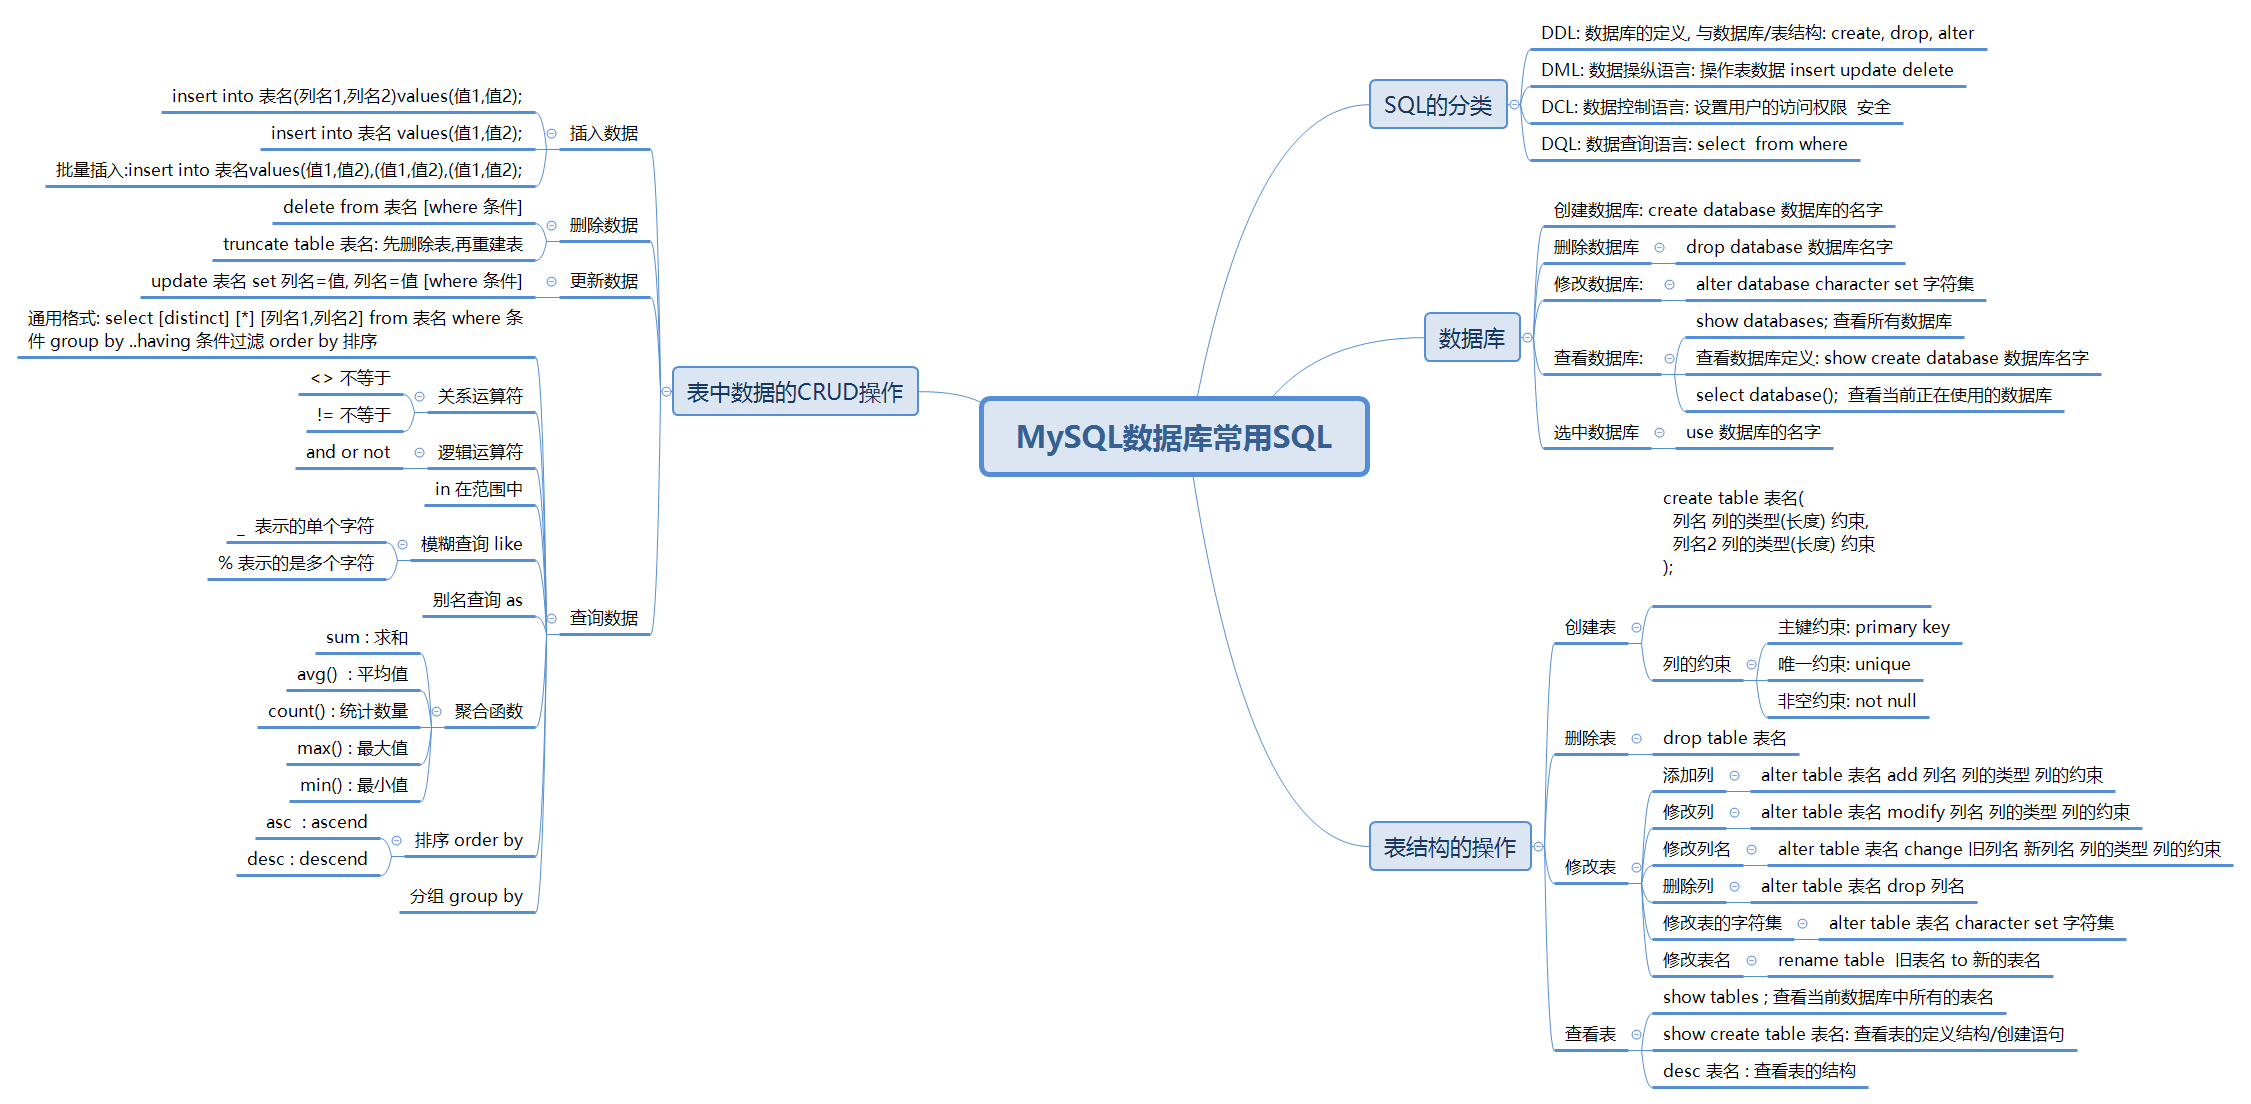 MySQL数据库常用SQL
SQL的分类
DDL: 数据库的定义, 与数据库/表结构: create, drop, alter
DML: 数据操纵语言: 操作表数据 insert update delete
DCL: 数据控制语言: 设置用户的访问权限  安全
DQL: 数据查询语言: select  from where
数据库
创建数据库: create database 数据库的名字
删除数据库
drop database 数据库名字
修改数据库:
alter database character set 字符集
查看数据库:
show databases; 查看所有数据库
查看数据库定义: show create database 数据库名字
select database();  查看当前正在使用的数据库
选中数据库
use 数据库的名字
表结构的操作
创建表
create table 表名(
列名 列的类型(长度) 约束,
列名2 列的类型(长度) 约束
);
列的约束
主键约束: primary key
唯一约束: unique
非空约束: not null
删除表
drop table 表名
修改表
添加列
alter table 表名 add 列名 列的类型 列的约束
修改列
alter table 表名 modify 列名 列的类型 列的约束
修改列名
alter table 表名 change 旧列名 新列名 列的类型 列的约束
删除列
alter table 表名 drop 列名
修改表的字符集
alter table 表名 character set 字符集
修改表名
rename table  旧表名 to 新的表名
查看表
show tables ; 查看当前数据库中所有的表名
show create table 表名: 查看表的定义结构/创建语句
desc 表名 : 查看表的结构
表中数据的CRUD操作
插入数据
insert into 表名(列名1,列名2)values(值1,值2);
insert into 表名 values(值1,值2);
批量插入:insert into 表名values(值1,值2),(值1,值2),(值1,值2);
删除数据
delete from 表名 [where 条件]
truncate table 表名: 先删除表,再重建表
更新数据
update 表名 set 列名=值, 列名=值 [where 条件]
查询数据
通用格式: select [distinct] [*] [列名1,列名2] from 表名 where 条
件 group by ..having 条件过滤 order by 排序
关系运算符
<> 不等于
!= 不等于
逻辑运算符
and or not
in 在范围中
模糊查询 like
_  表示的单个字符
% 表示的是多个字符
别名查询 as
聚合函数
sum : 求和
avg()  : 平均值
count() : 统计数量
max() : 最大值
min() : 最小值
排序 order by
asc  : ascend
desc : descend
分组 group by